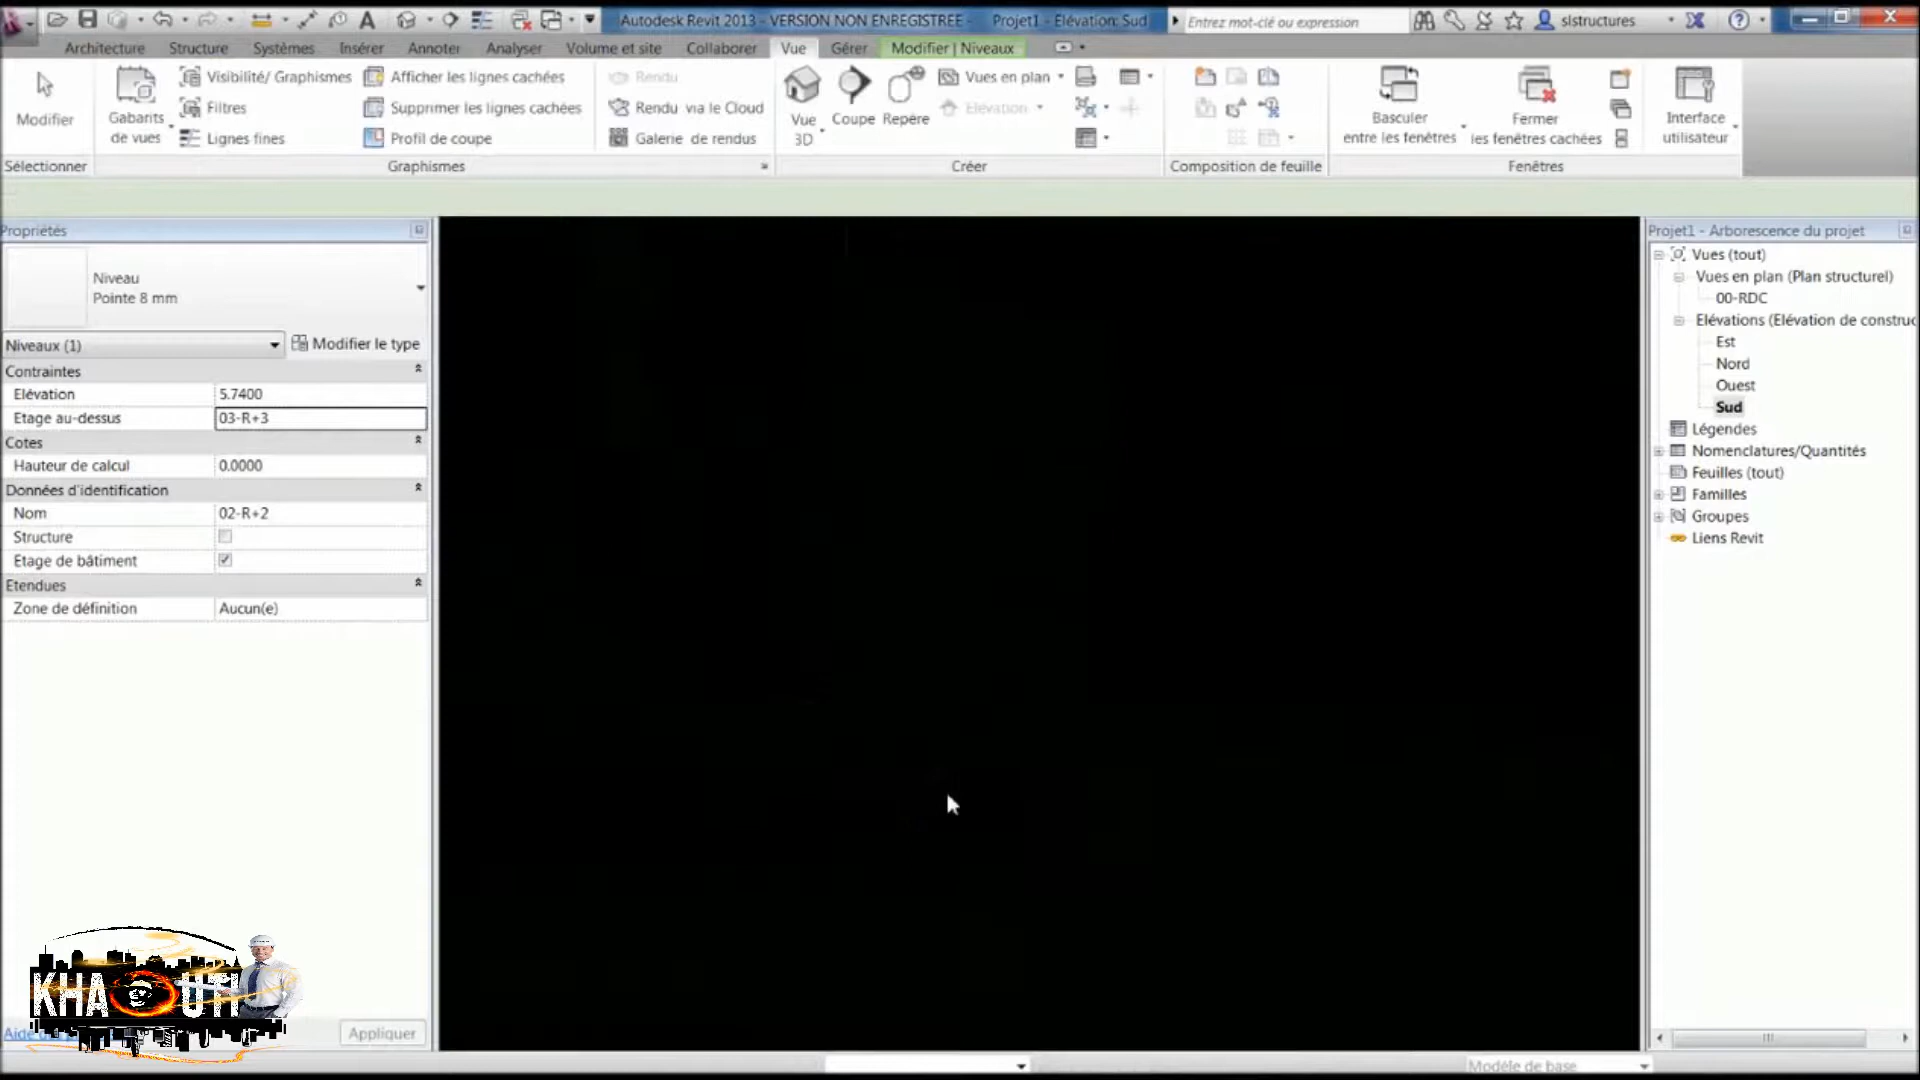 Autodesk Revit 2013 - VERSION NON ENREGISTREE - Projet1 - Elévation: Sud
Entrez mot-clé ou expression
slstructures
Architecture Structure Systèmes Insérer Annoter Analyser Volume et site Collaborer Vue Gérer Modifier | Niveaux
Modifier
Gabarits de vues
Visibilité/ Graphismes
Filtres
Lignes fines
Afficher les lignes cachées
Supprimer les lignes cachées
Profil de coupe
Rendu
Rendu via le Cloud
Galerie de rendus
Vue 3D
Coupe
Repère
Vues en plan
Elévation
Basculer entre les fenêtres
Fermer les fenêtres cachées
Interface utilisateur
Sélectionner
Graphismes
Créer
Composition de feuille
Fenêtres
Propriétés
Niveau
Pointe 8 mm
Niveaux (1)
Modifier le type
Contraintes
Elévation 5.7400
Etage au-dessus 03-R+3
Cotes
Hauteur de calcul 0.0000
Données d'identification
Nom 02-R+2
Structure
Etage de bâtiment
Etendues
Zone de définition Aucun(e)
Appliquer
Projet1 - Arborescence du projet
Vues (tout)
Vues en plan (Plan structurel)
00-RDC
Elévations (Elévation de construc
Est
Nord
Ouest
Sud
Légendes
Nomenclatures/Quantités
Feuilles (tout)
Familles
Groupes
Liens Revit
Modèle de base